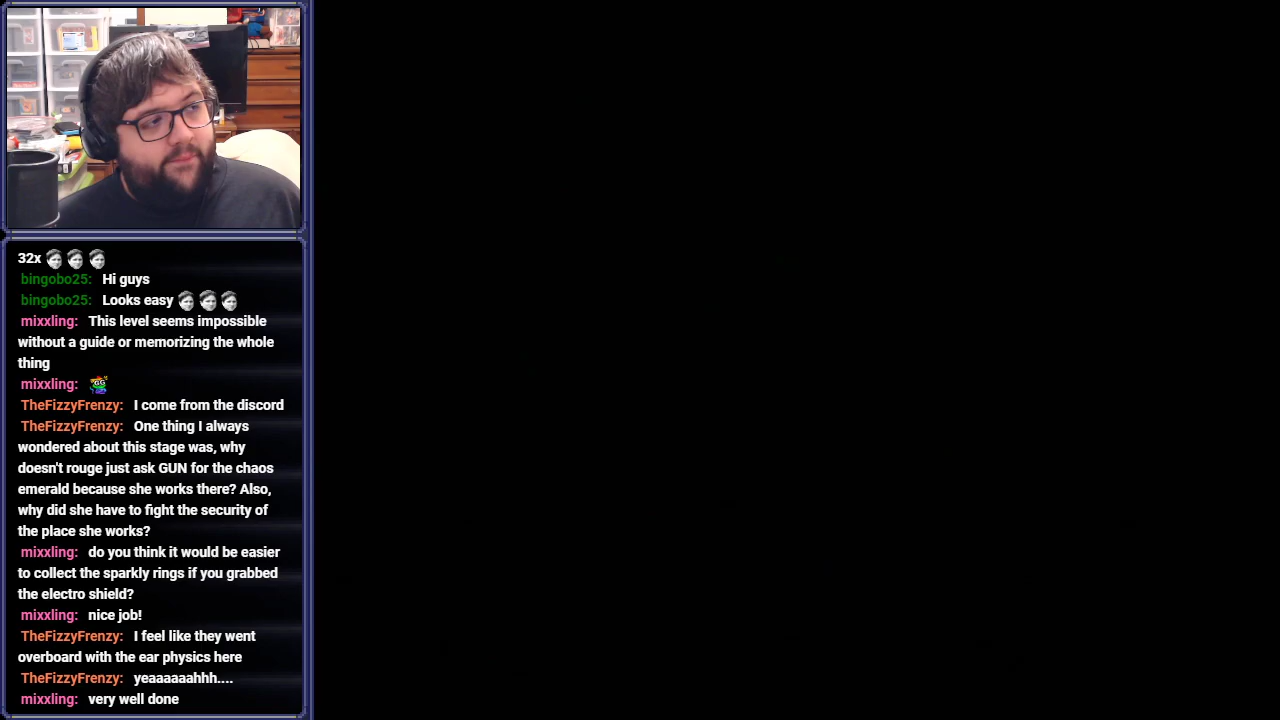 32x
bingobo25: Hi guys
bingobo25: Looks easy
mixxling: This level seems impossible
without a guide or memorizing the whole
thing
mixxling:
TheFizzyFrenzy: I come from the discord
TheFizzyFrenzy: One thing I always
wondered about this stage was, why
doesn't rouge just ask GUN for the chaos
emerald because she works there? Also,
why did she have to fight the security of
the place she works?
mixxling: do you think it would be easier
to collect the sparkly rings if you grabbed
the electro shield?
mixxling: nice job!
TheFizzyFrenzy: I feel like they went
overboard with the ear physics here
TheFizzyFrenzy: yeaaaaaahhh....
mixxling: very well done